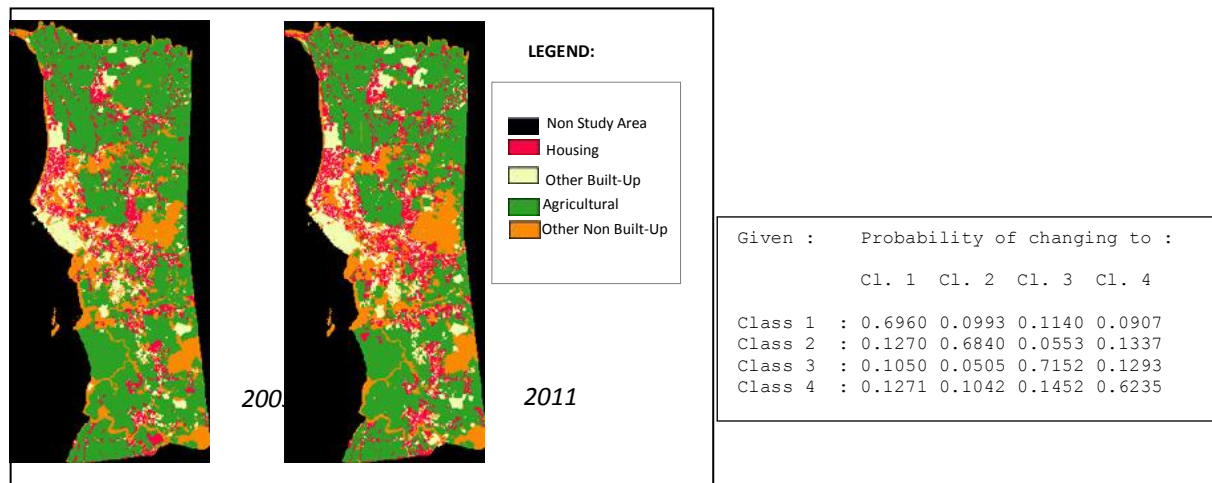 LEGEND:
Non Study Area
Housing
Other Built-Up
Agricultural
Other Non Built-Up
2011
Given : Probability of changing to :
Cl. 1 Cl. 2 Cl. 3 Cl. 4
Class 1 : 0.6960 0.0993 0.1140 0.0907
Class 2 : 0.1270 0.6840 0.0553 0.1337
Class 3 : 0.1050 0.0505 0.7152 0.1293
Class 4 : 0.1271 0.1042 0.1452 0.6235